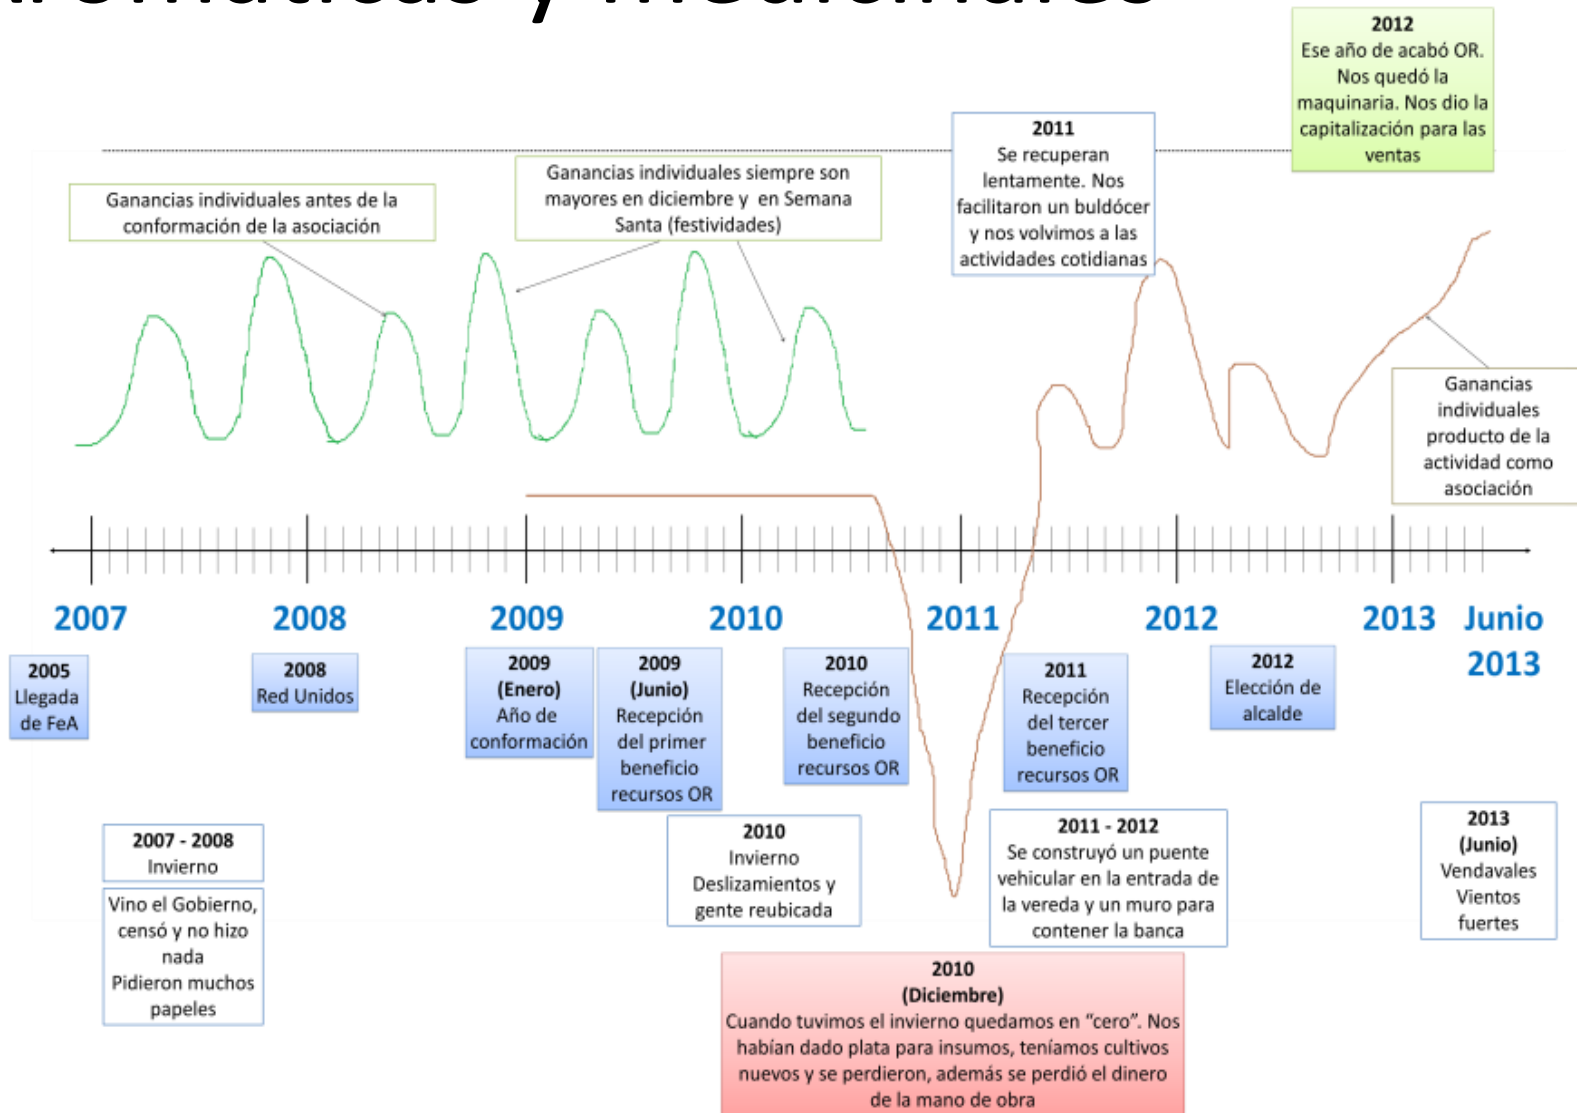 y medicinales
2012
Ese año de acabó OR.
Nos quedó la
maquinaria. Nos dio la
capitalización para las
ventas
2011
Se recuperan
lentamente. Nos
facilitaron un buldócer
y nos volvimos a las
actividades cotidianas
Ganancias individuales siempre son
mayores en diciembre y en Semana
Santa (festividades)
Ganancias individuales antes de la
conformación de la asociación
Ganancias
individuales
producto de la
actividad como
asociación
2007
2008
2009
2010
2011
2012
2013
Junio
2013
2005
Llegada
de FeA
2008
Red Unidos
2009
(Enero)
Año de
conformación
2009
(Junio)
Recepción
del primer
beneficio
recursos OR
2010
Recepción
del segundo
beneficio
recursos OR
2011
Recepción
del tercer
beneficio
recursos OR
2012
Elección de
alcalde
2007 - 2008
Invierno
Vino el Gobierno,
censó y no hizo
nada
Pidieron muchos
papeles
2010
Invierno
Deslizamientos y
gente reubicada
2011 - 2012
Se construyó un puente
vehicular en la entrada de
la vereda y un muro para
contener la banca
2013
(Junio)
Vendavales
Vientos
fuertes
2010
(Diciembre)
Cuando tuvimos el invierno quedamos en “cero”. Nos
habían dado plata para insumos, teníamos cultivos
nuevos y se perdieron, además se perdió el dinero
de la mano de obra